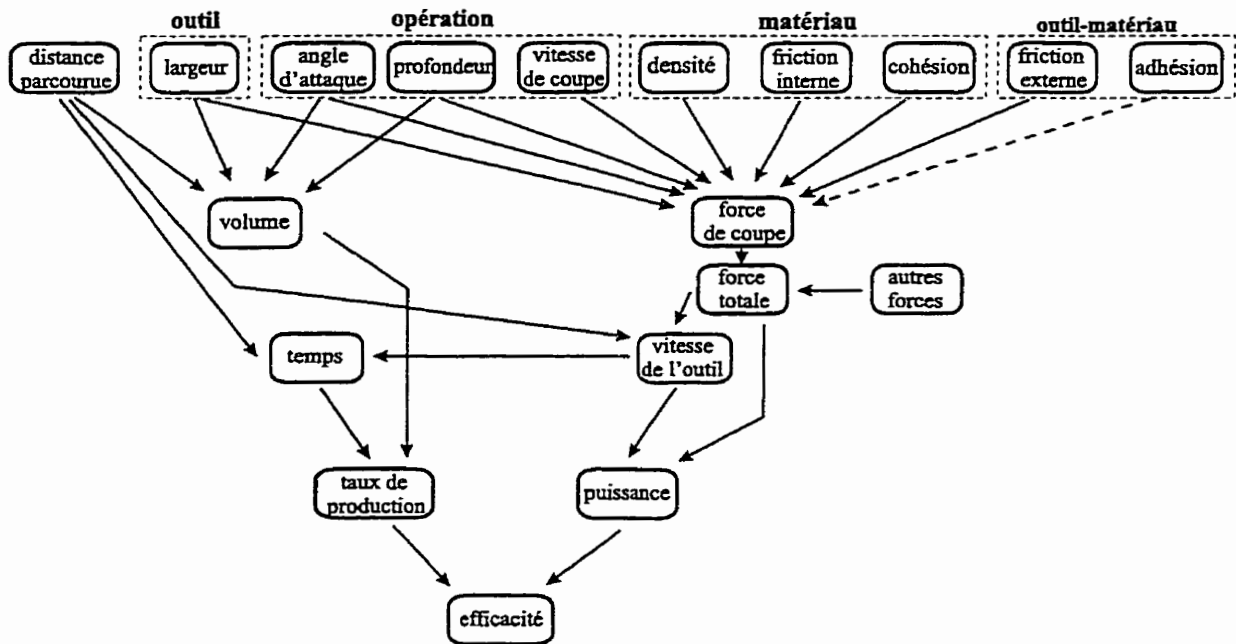 outil
opération
matériau
outil-matériau
distance
parcourue
largeur
angle
d'attaque
profondeur
vitesse
de coupe
densité
friction
interne
cohésion
friction
externe
adhésion
volume
force
de coupe
force
totale
autres
forces
temps
vitesse
de l'outil
taux de
production
puissance
efficacité